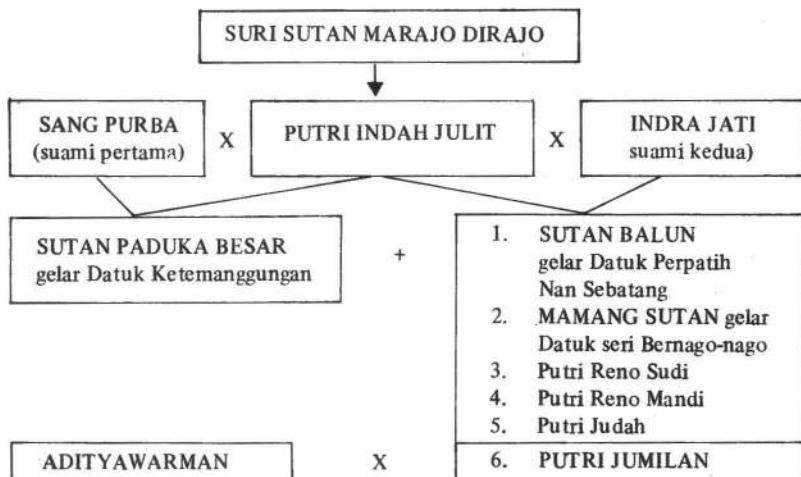 SURI SUTAN MARAJO DIRAJO
SANG PURBA
(suami pertama)
X
PUTRI INDAH JULIT
X
INDRA JATI
suami kedua)
SUTAN PADUKA BESAR
gelar Datuk Ketemanggungan
+
1. SUTAN BALUN
gelar Datuk Perpatih
Nan Sebatang
2. MAMANG SUTAN gelar
Datuk seri Bernago-nago
3. Putri Reno Sudi
4. Putri Reno Mandi
5. Putri Judah
ADITYAWARMAN
X
6. PUTRI JUMILAN